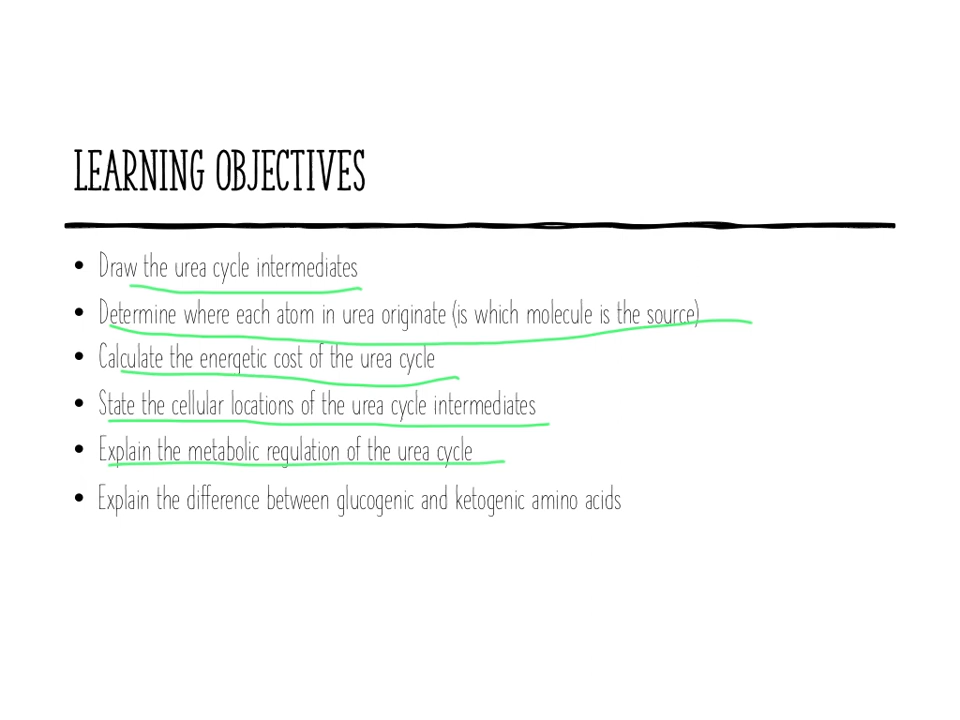 LEARNING OBJECTIVES
• Draw the urea cycle intermediates
• Determine where each atom in urea originate (is which molecule is the source)
• Calculate the energetic cost of the urea cycle
• State the cellular locations of the urea cycle intermediates
• Explain the metabolic regulation of the urea cycle
• Explain the difference between glucogenic and ketogenic amino acids